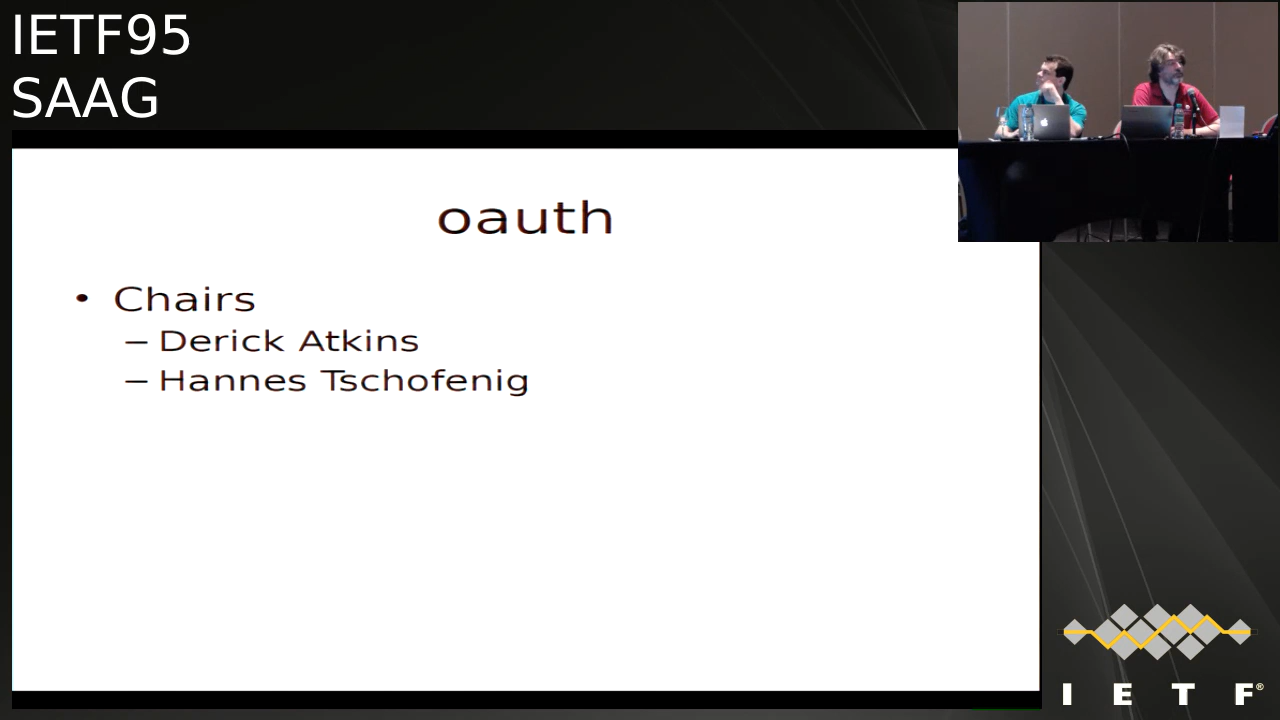 IETF95
SAAG
oauth
• Chairs
– Derick Atkins
– Hannes Tschofenig
I E T F®